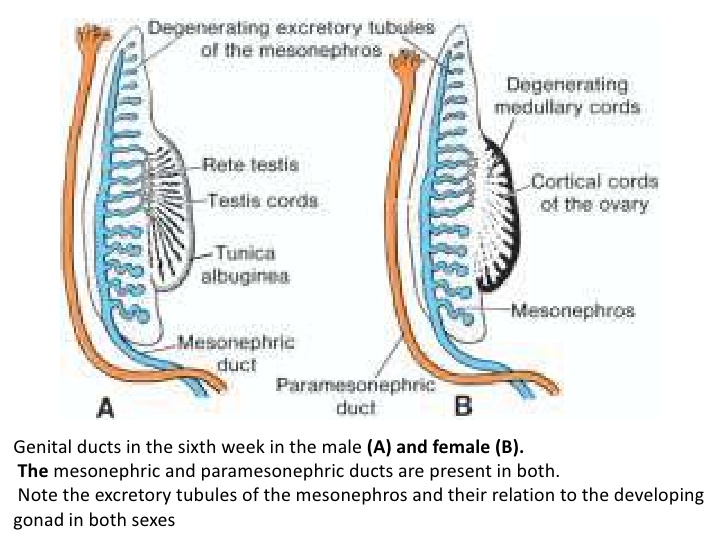 Degenerating excretory tubules
of the mesonephros
Degenerating
medullary cords
Rete testis
Testis cords
Cortical cords
of the ovary
Tunica
albuginea
Mesonephros
Mesonephric
duct
Paramesonephric
duct
A
B
Genital ducts in the sixth week in the male (A) and female (B).
The mesonephric and paramesonephric ducts are present in both.
Note the excretory tubules of the mesonephros and their relation to the developing
gonad in both sexes